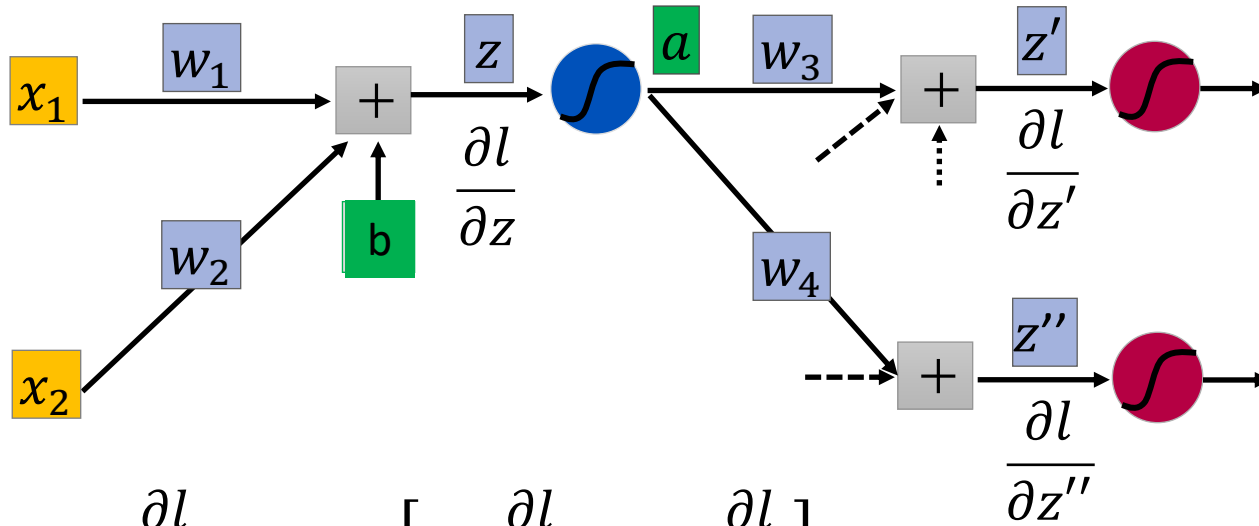 x₁ w₁ + z a w₃ + z′
∂l/∂z ∂l/∂z′
b
w₂ w₄
x₂ + z′′
∂l/∂z′′
∂l [ ∂l ∂l ]